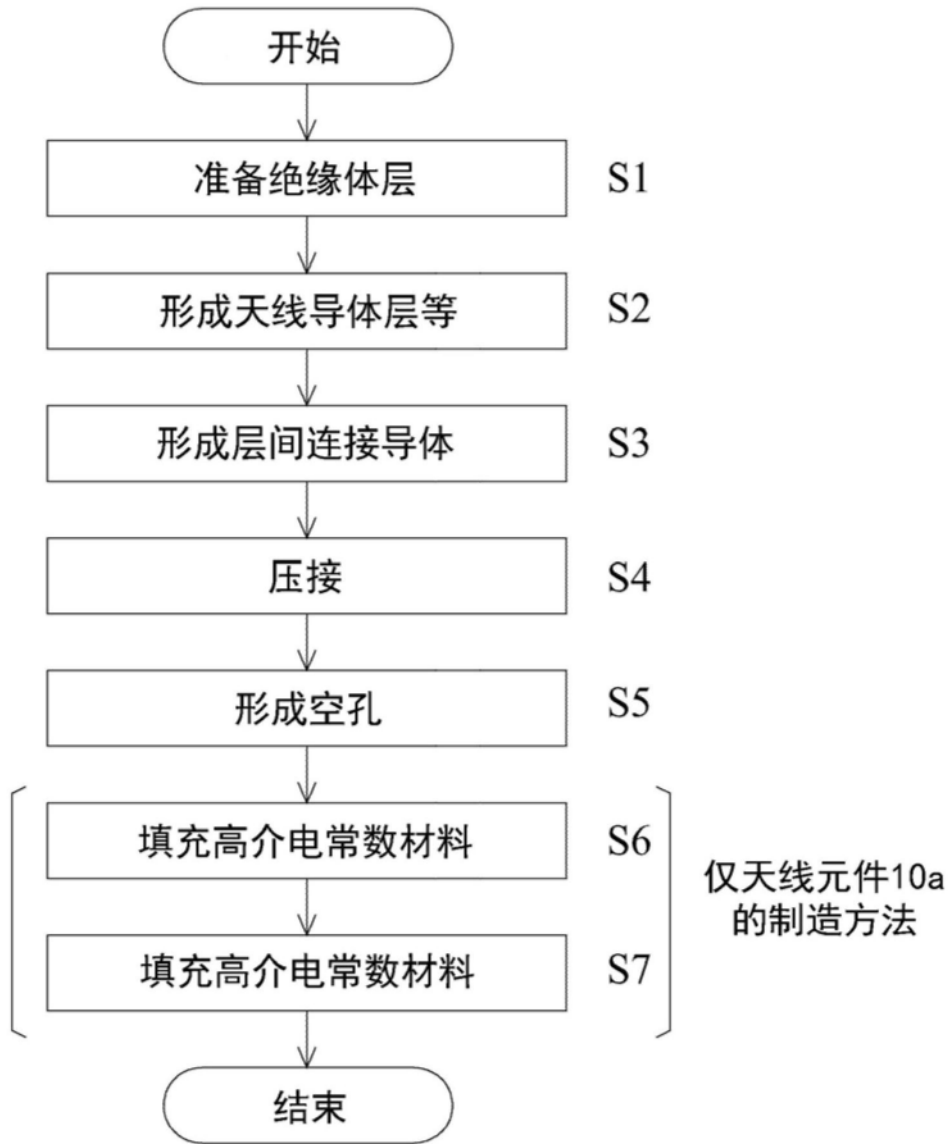 开始
准备绝缘体层 S1
形成天线导体层等 S2
形成层间连接导体 S3
压接 S4
形成空孔 S5
填充高介电常数材料 S6
仅天线元件10a
的制造方法
填充高介电常数材料 S7
结束